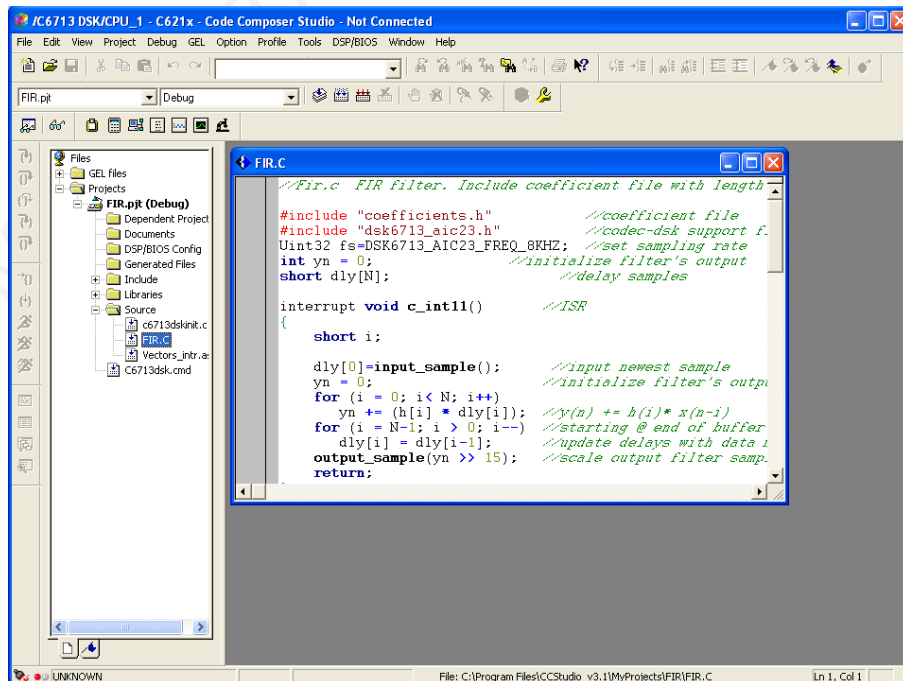 /C6713 DSK/CPU_1 - C621x - Code Composer Studio - Not Connected
File Edit View Project Debug GEL Option Profile Tools DSP/BIOS Window Help
FIR.pjt Debug
Files
GEL files
Projects
FIR.pjt (Debug)
Dependent Project
Documents
DSP/BIOS Config
Generated Files
Include
Libraries
Source
c6713dskinit.c
FIR.C
Vectors_intr.a
C6713dsk.cmd
FIR.C
//Fir.c FIR filter. Include coefficient file with length
#include "coefficients.h" //coefficient file
#include "dsk6713_aic23.h" //codec-dsk support f
Uint32 fs=DSK6713_AIC23_FREQ_8KHZ; //set sampling rate
int yn = 0; //initialize filter's output
short dly[N]; //delay samples
interrupt void c_int11() //ISR
{
short i;
dly[0]=input_sample(); //input newest sample
yn = 0; //initialize filter's outp
for (i = 0; i< N; i++)
yn += (h[i] * dly[i]); //y(n) += h(i)* x(n-i)
for (i = N-1; i > 0; i--) //starting @ end of buffer
dly[i] = dly[i-1]; //update delays with data
output_sample(yn >> 15); //scale output filter samp
return;
UNKNOWN File: C:\Program Files\CCStudio_v3.1\MyProjects\FIR\FIR.C Ln 1, Col 1